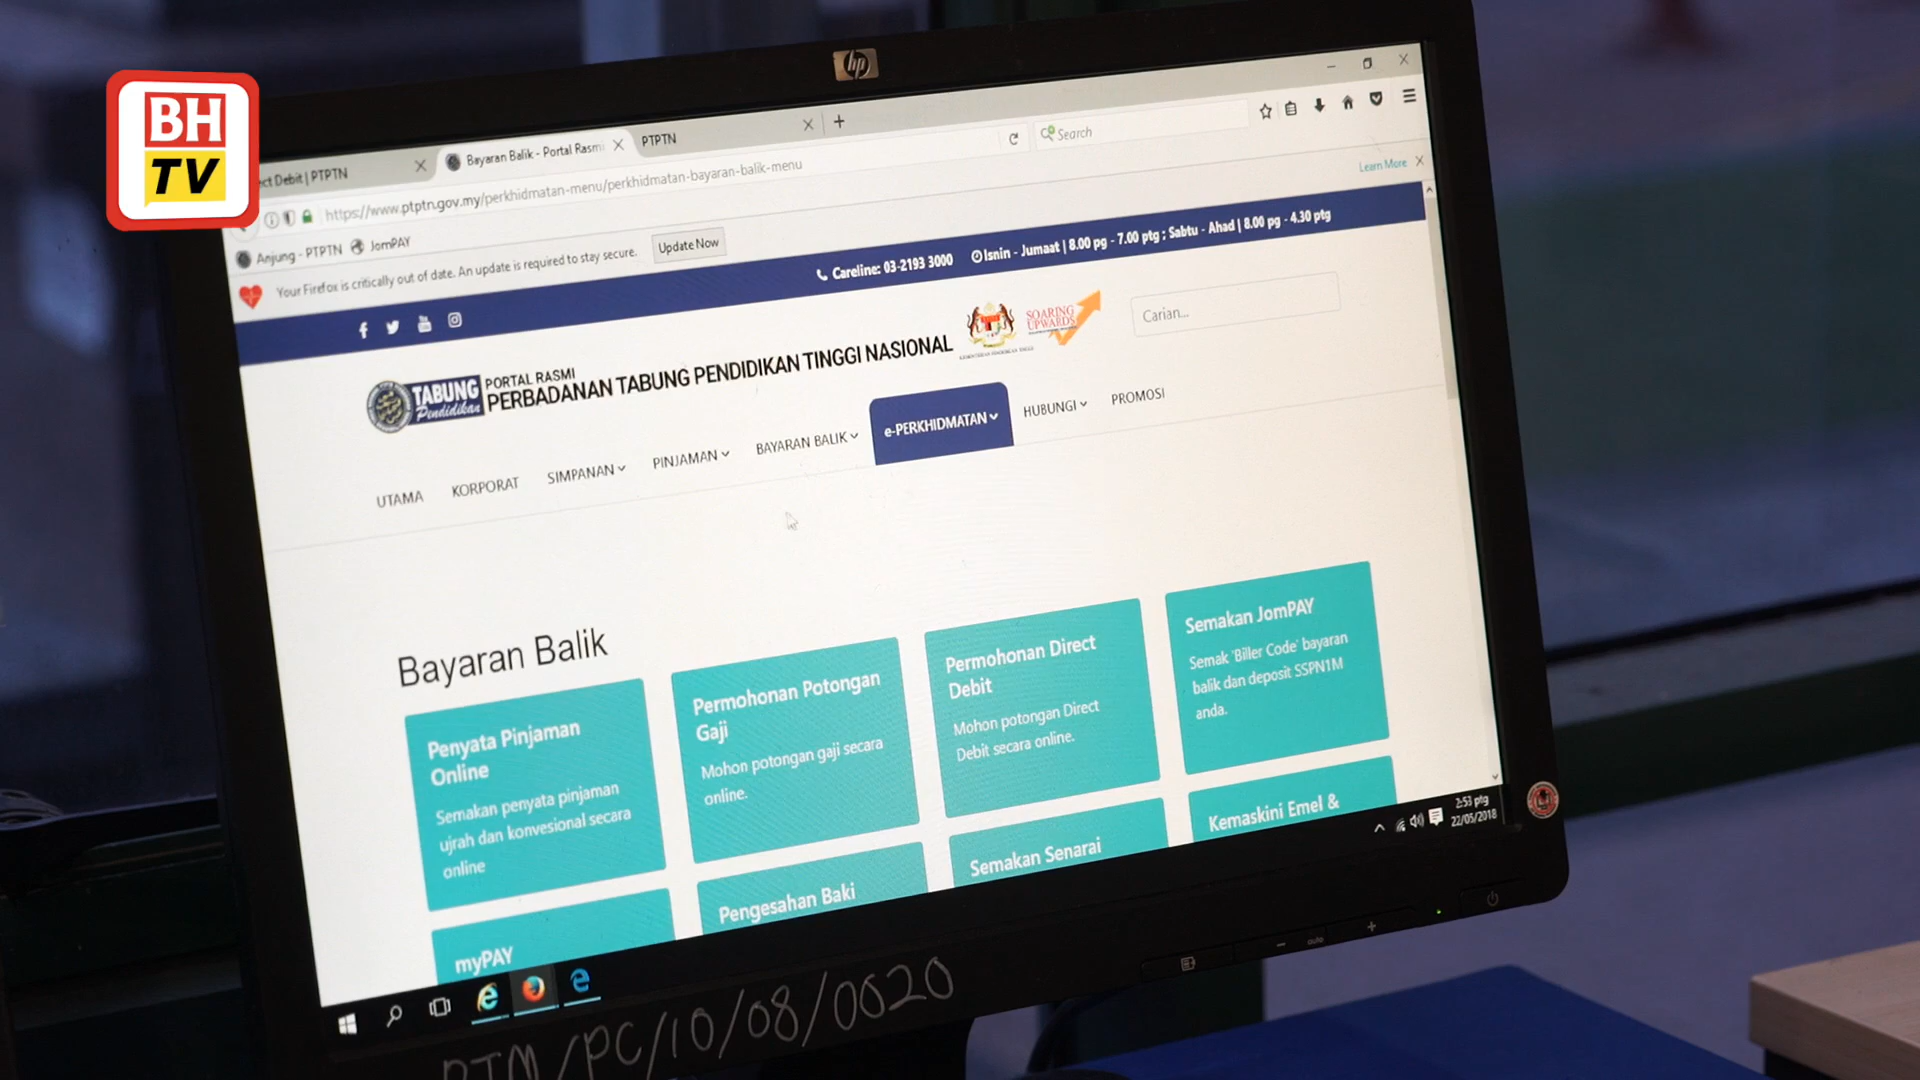 BH
TV
hp
ect Debit | PTPTN
Bayaran Balik - Portal Rasmi
PTPTN
https://www.ptptn.gov.my/perkhidmatan-menu/perkhidmatan-bayaran-balik-menu
Search
Anjung - PTPTN
JomPAY
Your Firefox is critically out of date. An update is required to stay secure.
Update Now
Learn More
Careline: 03-2193 3000
Isnin - Jumaat | 8.00 pg - 7.00 ptg ; Sabtu - Ahad | 8.00 pg - 4.30 ptg
TABUNG
Pendidikan
PORTAL RASMI
PERBADANAN TABUNG PENDIDIKAN TINGGI NASIONAL
SOARING
UPWARDS
Carian...
UTAMA
KORPORAT
SIMPANAN
PINJAMAN
BAYARAN BALIK
e-PERKHIDMATAN
HUBUNGI
PROMOSI
Bayaran Balik
Penyata Pinjaman
Online
Semakan penyata pinjaman
ujrah dan konvesional secara
online
Permohonan Potongan
Gaji
Mohon potongan gaji secara
online.
Permohonan Direct
Debit
Mohon potongan Direct
Debit secara online.
Semakan JomPAY
Semak 'Biller Code' bayaran
balik dan deposit SSPN1M
anda.
myPAY
Pengesahan Baki
Semakan Senarai
Kemaskini Emel &
2:53 ptg
22/05/2018
auto
PTM/PC/10/08/0020